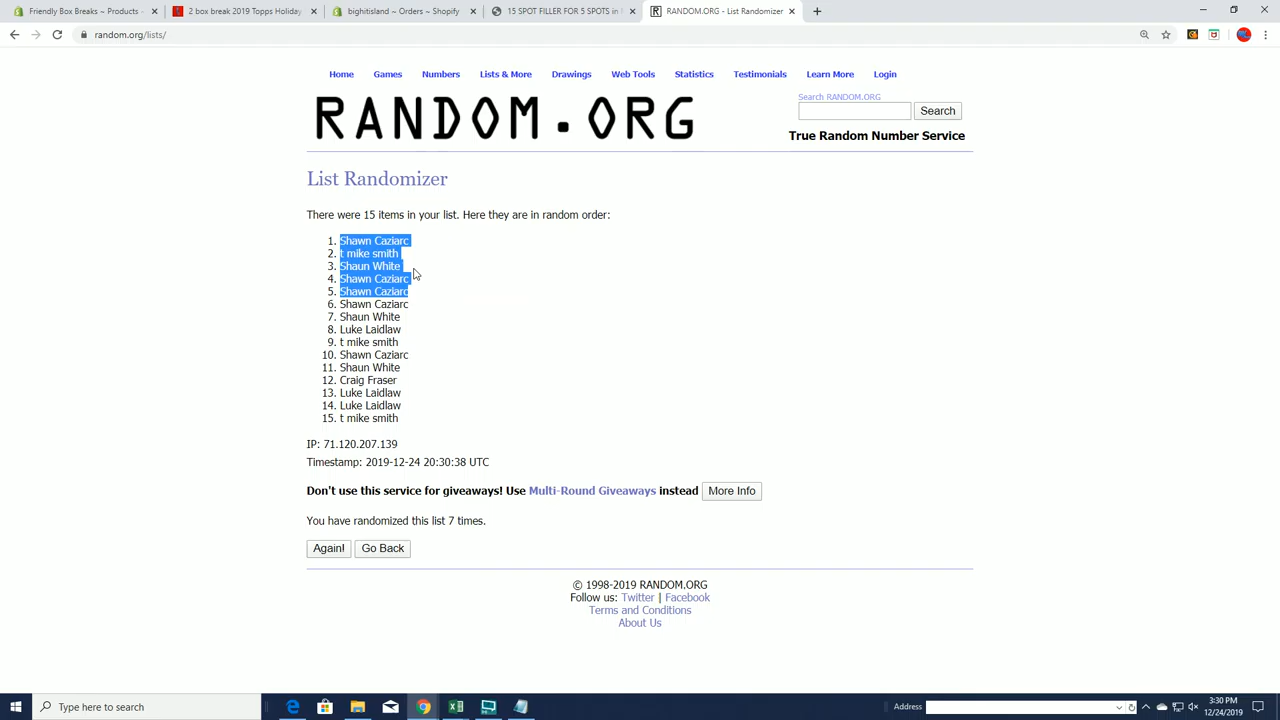 Friendly Box Breaks ~ Products ~
2 box break 2019 Topps Holiday
bighitisland ~ Orders ~ Shopify
15 SPOT FILLER FOR 5 SPOTS in
RANDOM.ORG - List Randomizer
random.org/lists/
Home Games Numbers Lists & More Drawings Web Tools Statistics Testimonials Learn More Login
Search RANDOM.ORG
RANDOM.ORG
Search
True Random Number Service
List Randomizer
There were 15 items in your list. Here they are in random order:
1. Shawn Caziarc
2. t mike smith
3. Shaun White
4. Shawn Caziarc
5. Shawn Caziarc
6. Shawn Caziarc
7. Shaun White
8. Luke Laidlaw
9. t mike smith
10. Shawn Caziarc
11. Shaun White
12. Craig Fraser
13. Luke Laidlaw
14. Luke Laidlaw
15. t mike smith
IP: 71.120.207.139
Timestamp: 2019-12-24 20:30:38 UTC
Don't use this service for giveaways! Use Multi-Round Giveaways instead More Info
You have randomized this list 7 times.
Again! Go Back
© 1998-2019 RANDOM.ORG
Follow us: Twitter | Facebook
Terms and Conditions
About Us
Type here to search
Address
3:30 PM
12/24/2019